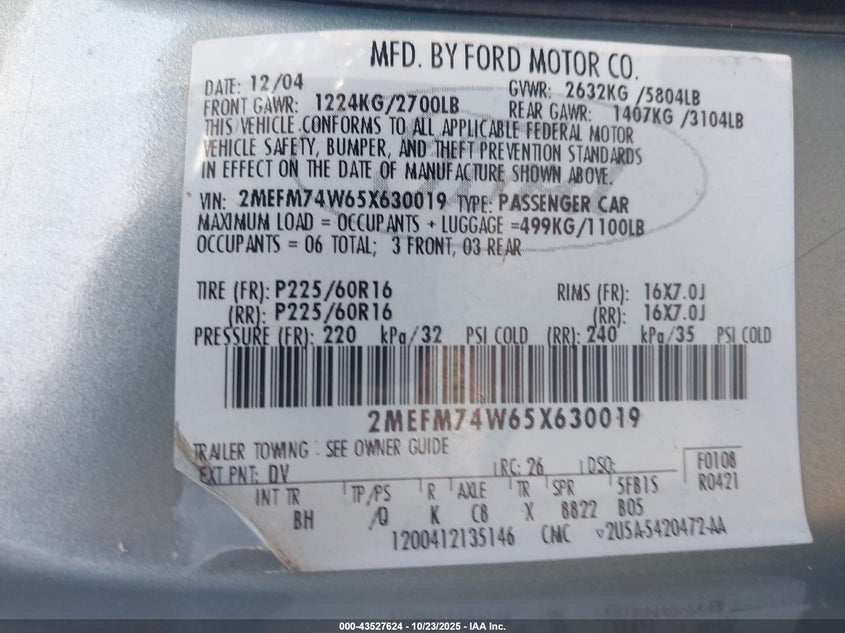 MFD. BY FORD MOTOR CO.
DATE: 12/04 GVWR: 2632KG /5804LB
FRONT GAWR: 1224KG/2700LB REAR GAWR: 1407KG /3104LB
THIS VEHICLE CONFORMS TO ALL APPLICABLE FEDERAL MOTOR
VEHICLE SAFETY, BUMPER, AND THEFT PREVENTION STANDARDS
IN EFFECT ON THE DATE OF MANUFACTURE SHOWN ABOVE.
VIN: 2MEFM74W65X630019 TYPE: PASSENGER CAR
MAXIMUM LOAD = OCCUPANTS + LUGGAGE =499KG/1100LB
OCCUPANTS = 06 TOTAL; 3 FRONT, 03 REAR
TIRE (FR): P225/60R16 RIMS (FR): 16X7.0J
(RR): P225/60R16 (RR): 16X7.0J
PRESSURE (FR): 220 kPa/32 PSI COLD (RR): 240 kPa/35 PSI COLD
2MEFM74W65X630019
TRAILER TOWING : SEE OWNER GUIDE
EXT PNT: DV RC: 26 DSO: F0108
INT TR TP/PS R AXLE TR SPR 5FB15 R0421
BH /Q K C8 X 8822 B05
1200412135146 CMC 2U5A-5420472-AA
000-43527624 | 10/23/2025 - IAA Inc.